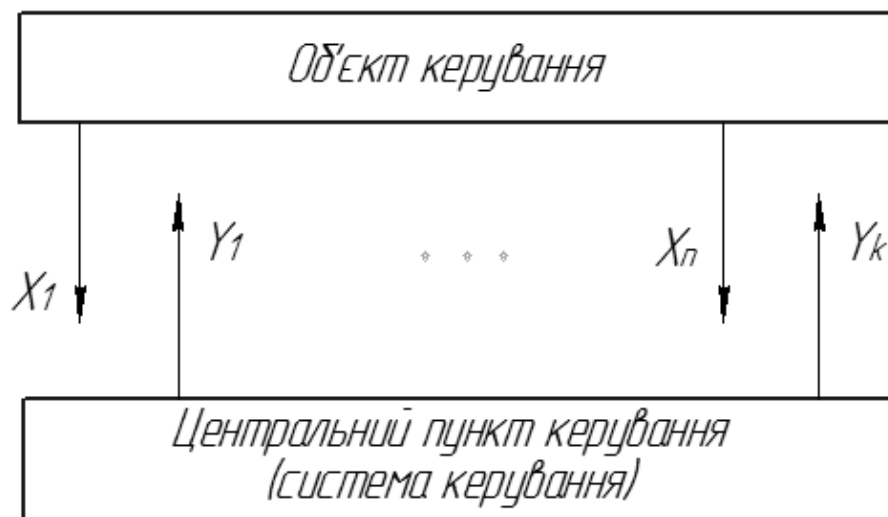 Об'єкт керування
X1 Y1 . . . Xn Yk
Центральний пункт керування
(система керування)